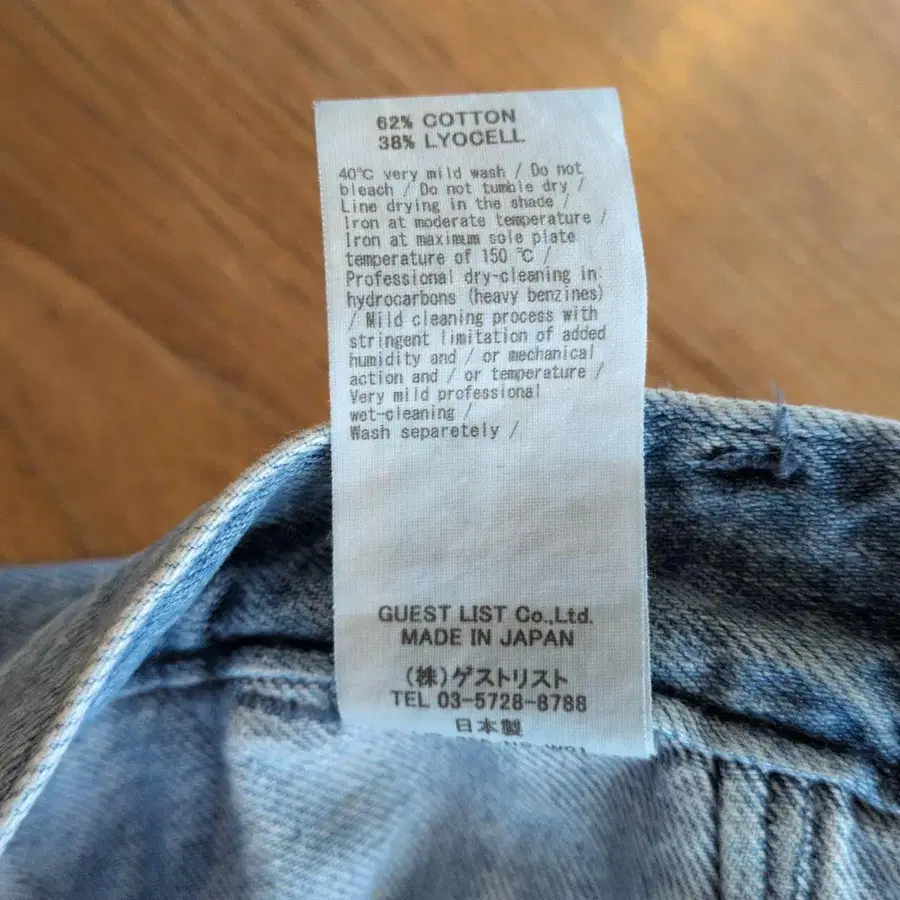 62% COTTON
38% LYOCELL
40℃ very mild wash / Do not
bleach / Do not tumble dry /
Line drying in the shade /
Iron at moderate temperature /
Iron at maximum sole plate
temperature of 150 ℃ /
Professional dry-cleaning in
hydrocarbons (heavy benzines)
/ Mild cleaning process with
stringent limitation of added
humidity and / or mechanical
action and / or temperature /
Very mild professional
wet-cleaning /
Wash separetely /
GUEST LIST Co.,Ltd.
MADE IN JAPAN
(株)ゲストリスト
TEL 03-5728-8788
日本製